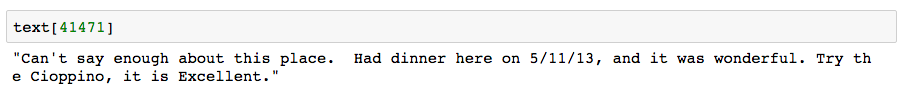 text[41471]
"Can't say enough about this place.  Had dinner here on 5/11/13, and it was wonderful. Try th
e Cioppino, it is Excellent."